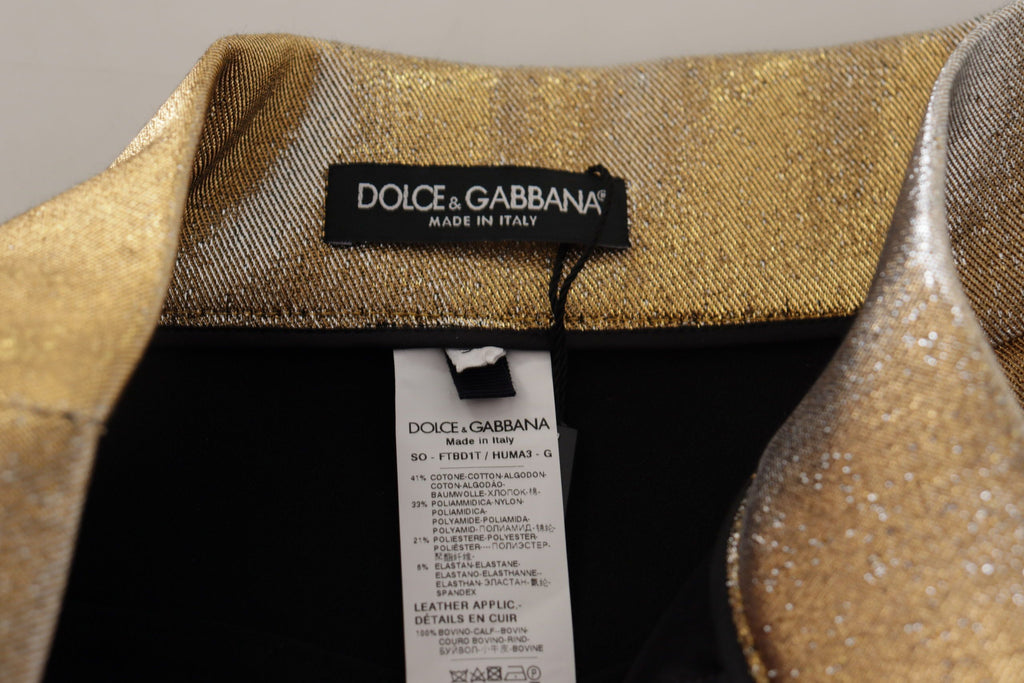 DOLCE & GABBANA®
MADE IN ITALY
DOLCE & GABBANA
Made in Italy
SO - FTBD1T / HUMA3 - G
41% COTONE-COTTON-ALGODON-
COTON-ALGODÃO-
BAUMWOLLE-ХЛОПОК-棉-
33% POLIAMMIDICA-NYLON-
POLIAMIDICA-
POLYAMIDE-POLIAMIDA-
POLYAMID-ПОЛИАМИД-锦纶-
21% POLIESTERE-POLYESTER-
POLIÉSTER---ПОЛИЭСТЕР-
聚酯纤维-
5% ELASTAN-ELASTANE-
ELASTANO-ELASTHANNE--
ELASTHAN-ЭЛАСТАН-氨纶-
SPANDEX
LEATHER APPLIC.-
DÉTAILS EN CUIR
100% BOVINO-CALF--BOVIN-
COURO BOVINO-RIND-
БУЙВОЛ-小牛皮-BOVINE